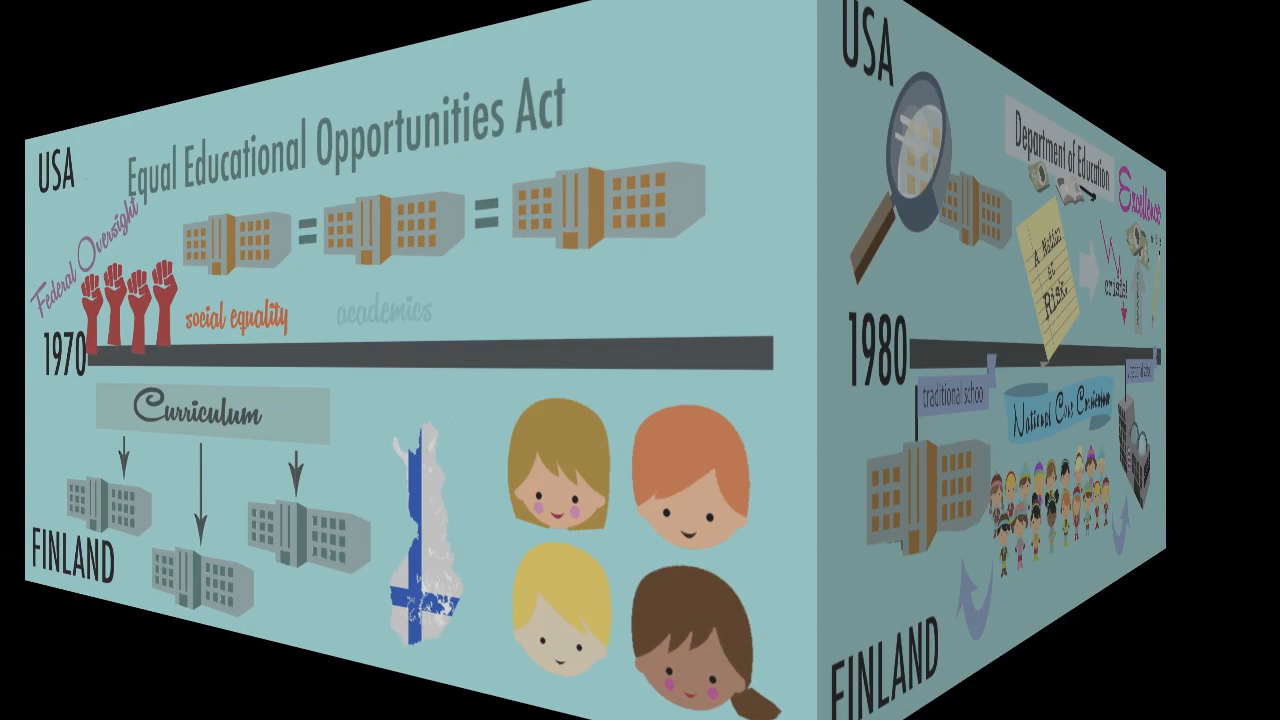 USA
Equal Educational Opportunities Act
Federal Oversight
social equality
academics
1970
Curriculum
FINLAND
USA
Department of Education
Excellence
A Nation
at
Risk.
crisis!
1980
traditional school
National Core Curriculum
FINLAND